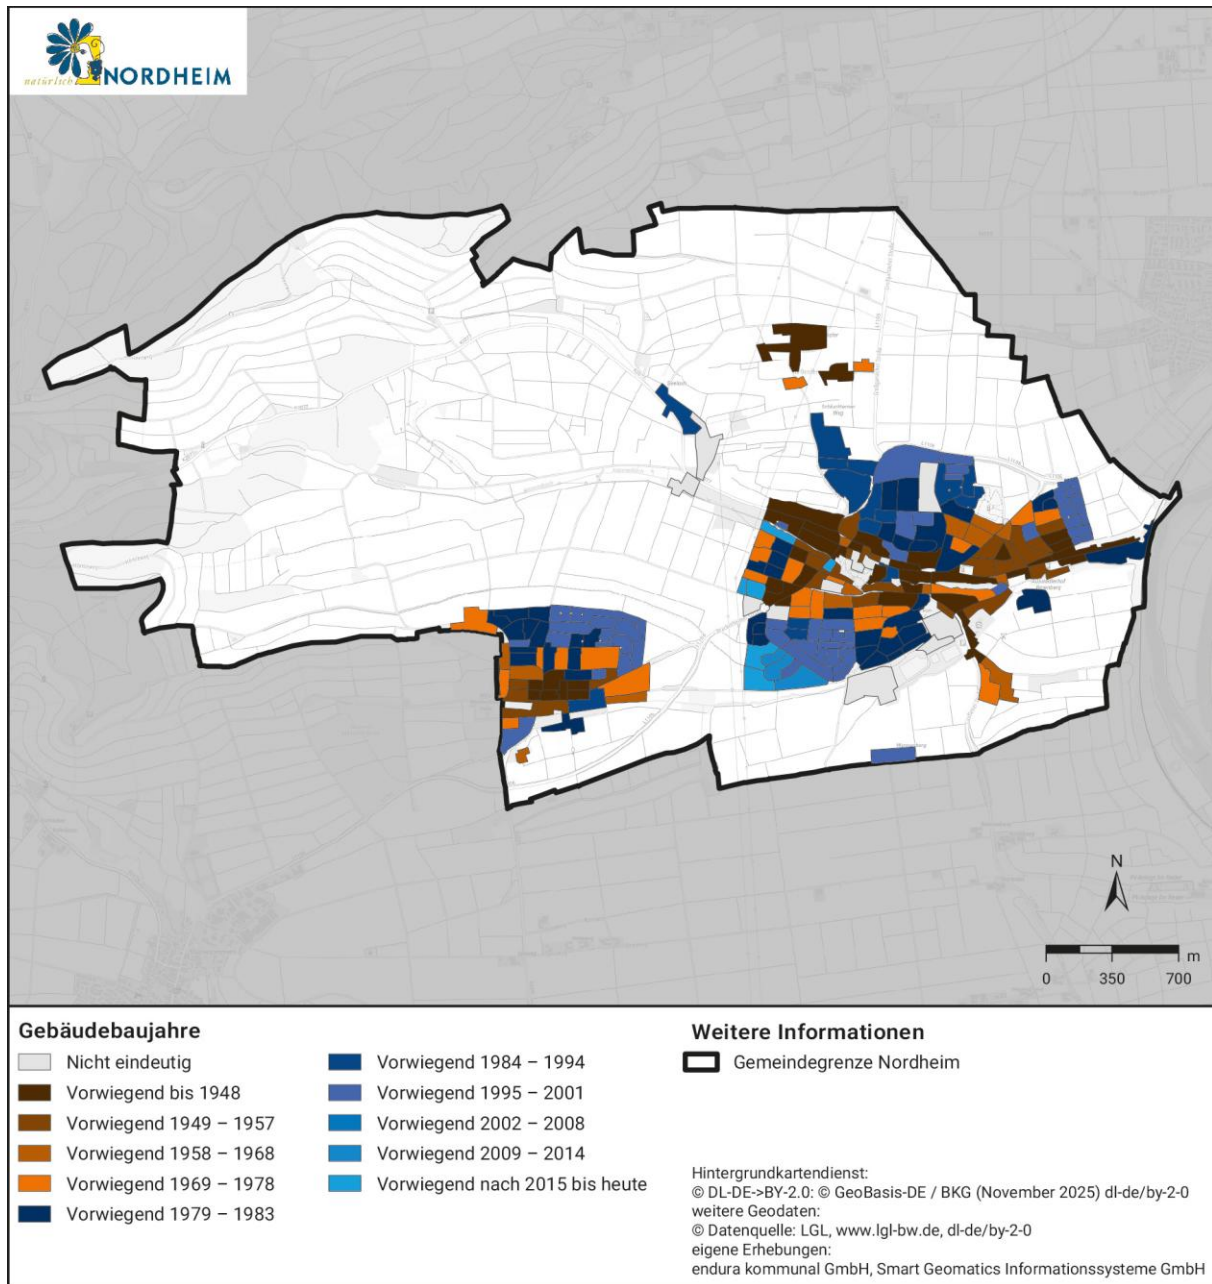 natürlich
NORDHEIM
N
m
0 350 700
Gebäudebaujahre
Nicht eindeutig
Vorwiegend bis 1948
Vorwiegend 1949 – 1957
Vorwiegend 1958 – 1968
Vorwiegend 1969 – 1978
Vorwiegend 1979 – 1983
Vorwiegend 1984 – 1994
Vorwiegend 1995 – 2001
Vorwiegend 2002 – 2008
Vorwiegend 2009 – 2014
Vorwiegend nach 2015 bis heute
Weitere Informationen
Gemeindegrenze Nordheim
Hintergrundkartendienst:
© DL-DE->BY-2.0: © GeoBasis-DE / BKG (November 2025) dl-de/by-2-0
weitere Geodaten:
© Datenquelle: LGL, www.lgl-bw.de, dl-de/by-2-0
eigene Erhebungen:
endura kommunal GmbH, Smart Geomatics Informationssysteme GmbH